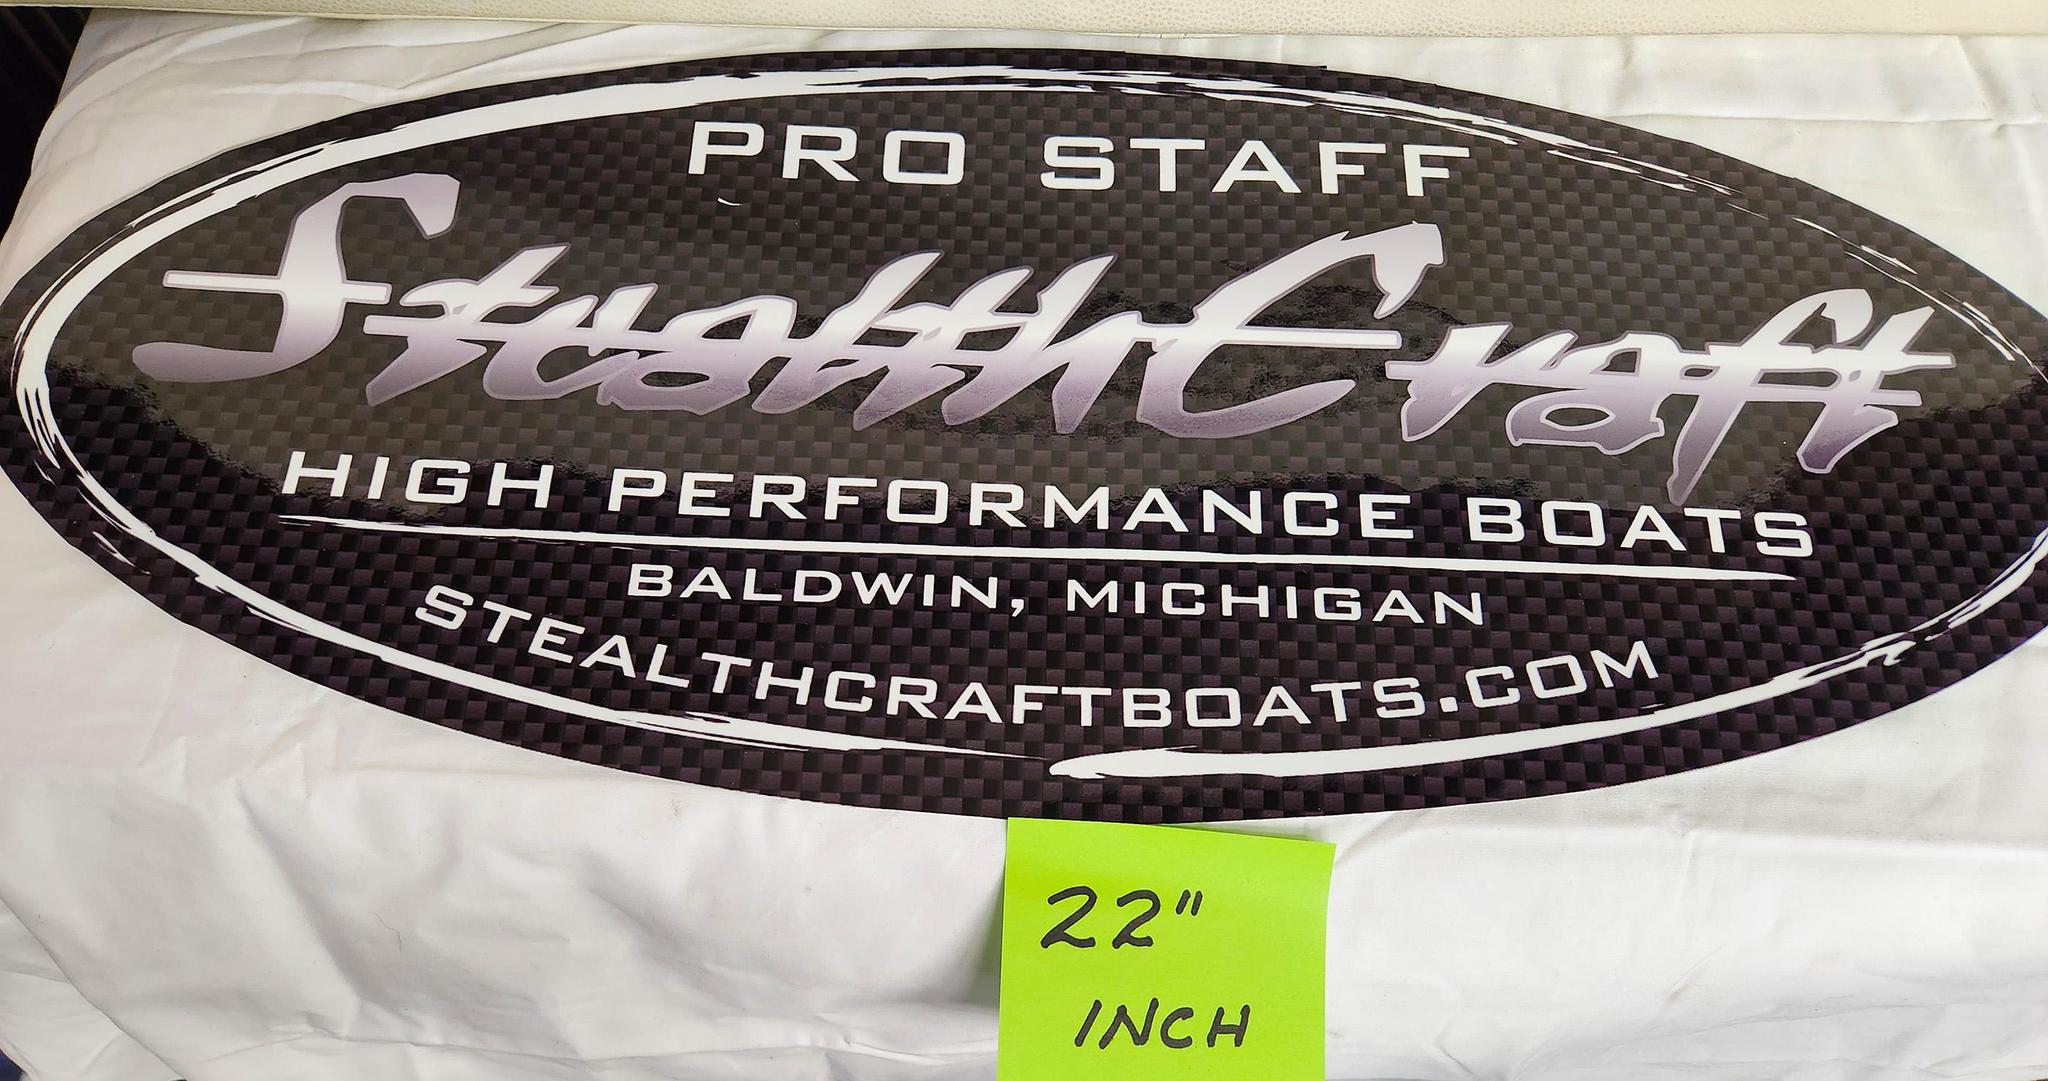 PRO STAFF
StealthCraft
HIGH PERFORMANCE BOATS
BALDWIN, MICHIGAN
STEALTHCRAFTBOATS.COM
22"
INCH